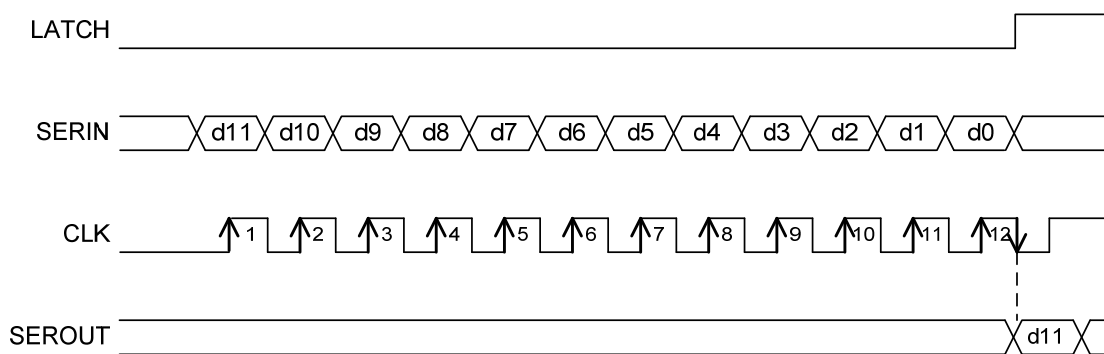 LATCH
SERIN d11 d10 d9 d8 d7 d6 d5 d4 d3 d2 d1 d0
CLK 1 2 3 4 5 6 7 8 9 10 11 12
SEROUT d11